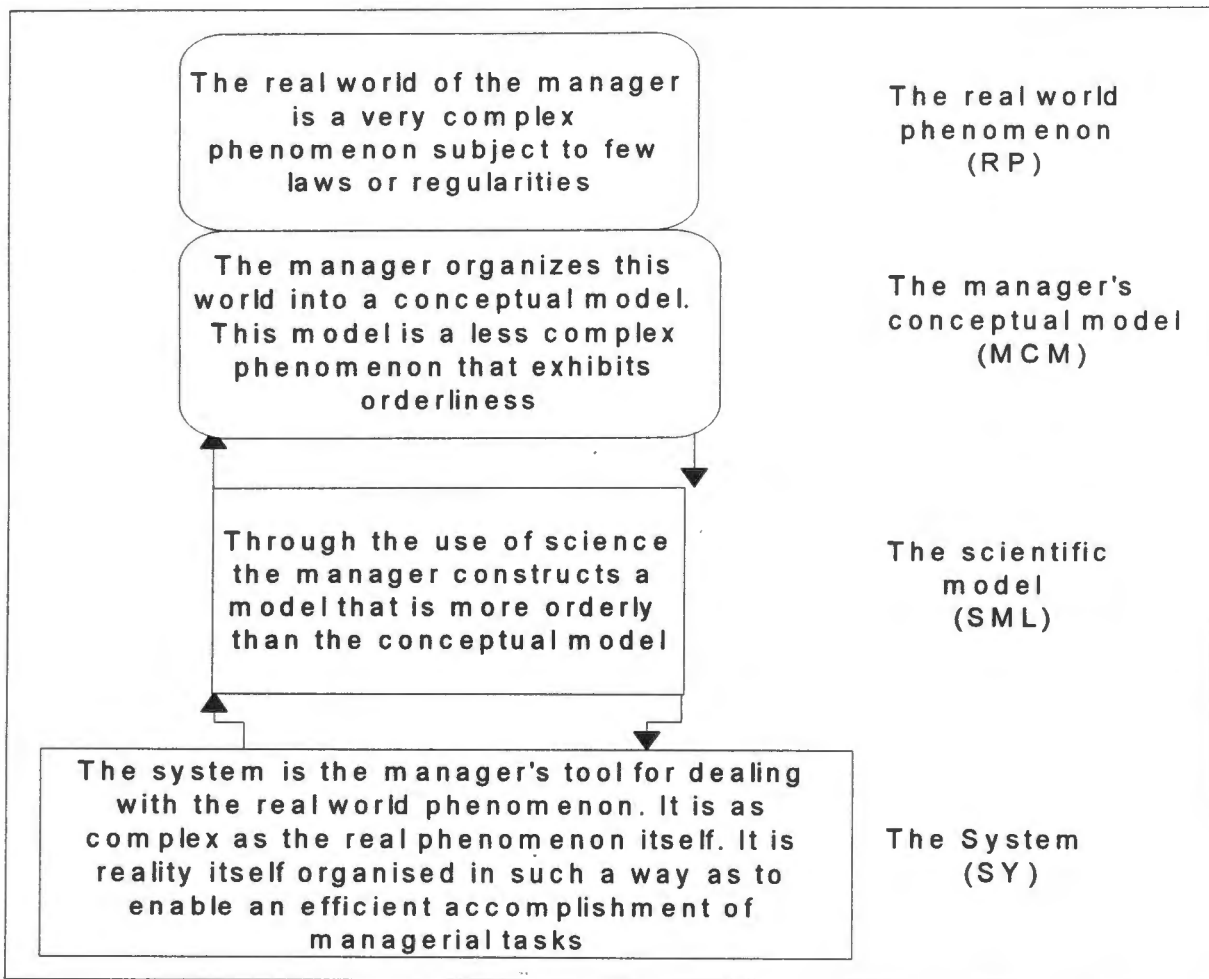 The real world of the manager
is a very complex
phenomenon subject to few
laws or regularities
The real world
phenomenon
(RP)
The manager organizes this
world into a conceptual model.
This model is a less complex
phenomenon that exhibits
orderliness
The manager's
conceptual model
(MCM)
Through the use of science
the manager constructs a
model that is more orderly
than the conceptual model
The scientific
model
(SML)
The system is the manager's tool for dealing
with the real world phenomenon. It is as
complex as the real phenomenon itself. It is
reality itself organised in such a way as to
enable an efficient accomplishment of
managerial tasks
The System
(SY)